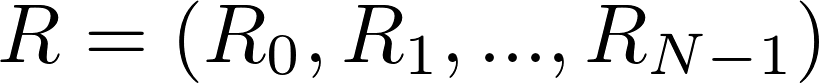 R = (R_0, R_1, ..., R_{N-1})